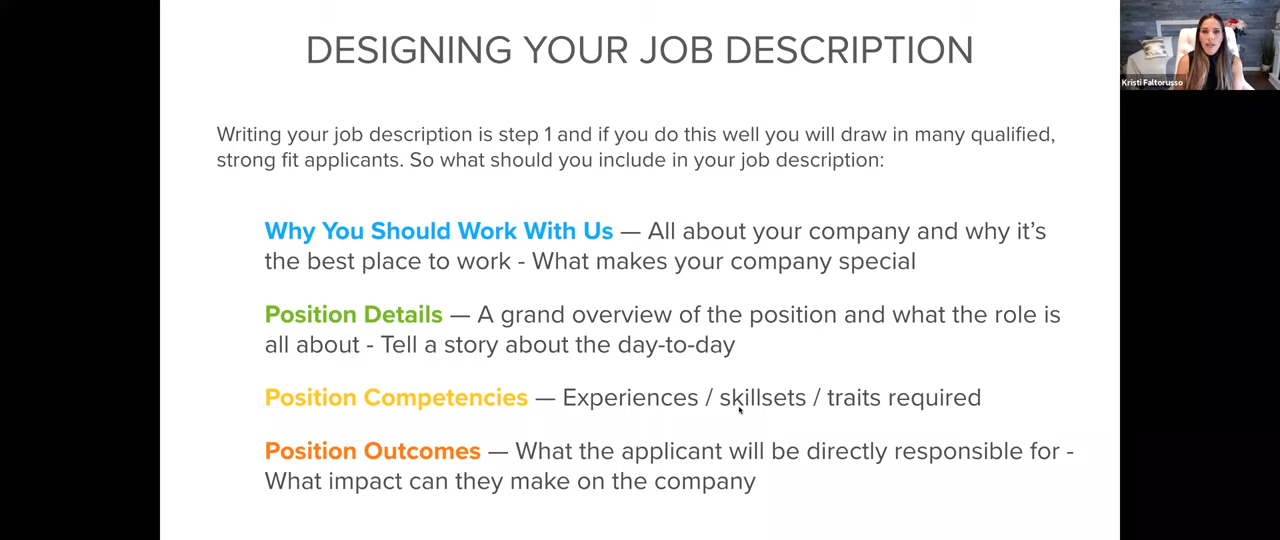 DESIGNING YOUR JOB DESCRIPTION
Kristi Faltorusso
Writing your job description is step 1 and if you do this well you will draw in many qualified,
strong fit applicants. So what should you include in your job description:
Why You Should Work With Us — All about your company and why it's
the best place to work - What makes your company special
Position Details — A grand overview of the position and what the role is
all about - Tell a story about the day-to-day
Position Competencies — Experiences / skillsets / traits required
Position Outcomes — What the applicant will be directly responsible for -
What impact can they make on the company